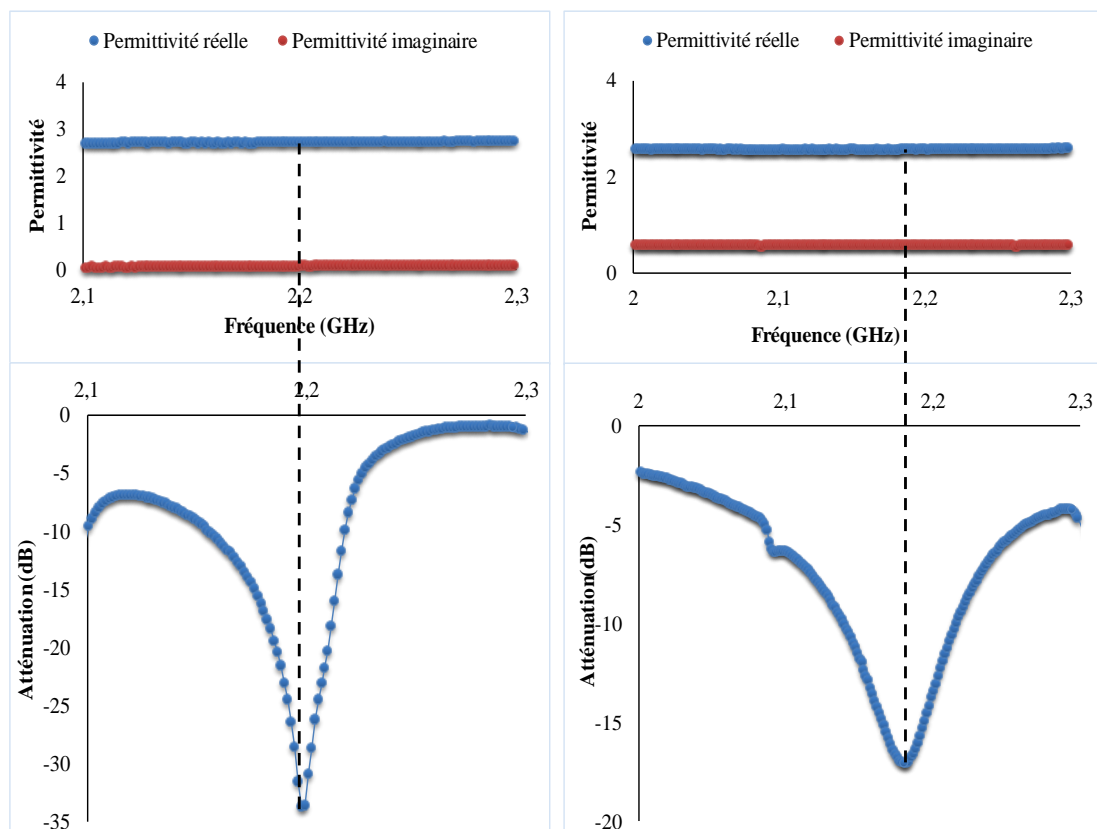 Permittivité réelle Permittivité imaginaire
4
3
2
1
0
Permittivité
2,1 2,2 2,3
Fréquence (GHz)
Permittivité réelle Permittivité imaginaire
4
2
0
Permittivité
2 2,1 2,2 2,3
Fréquence (GHz)
2,1 2,2 2,3
0
-5
-10
-15
-20
-25
-30
-35
Atténuation (dB)
2 2,1 2,2 2,3
0
-5
-10
-15
-20
Atténuation(dB)